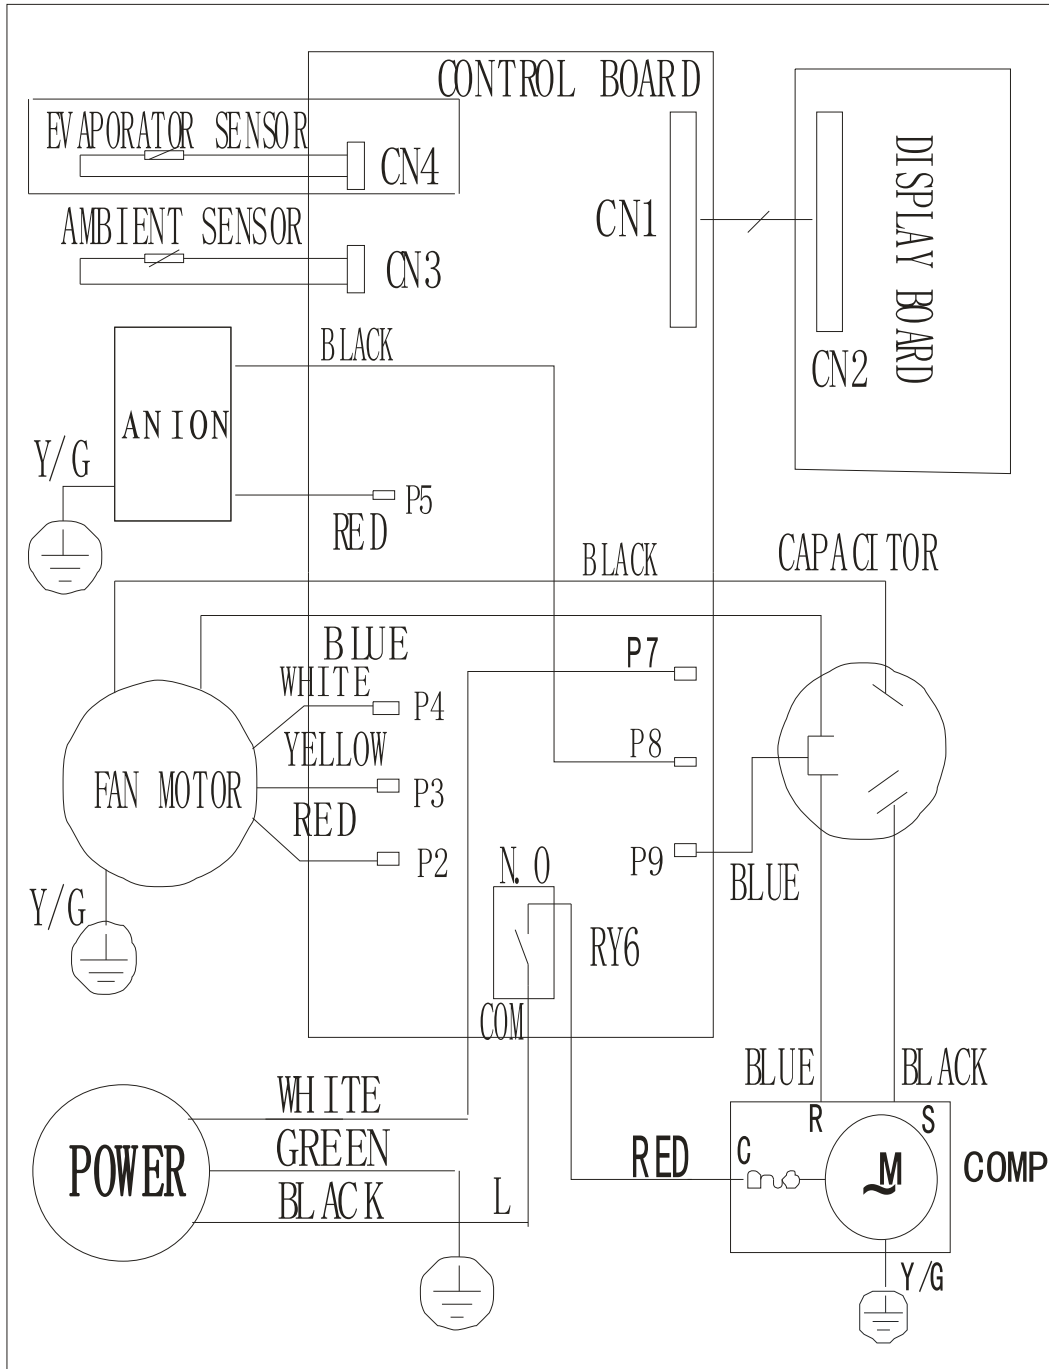 CONTROL BOARD
EVAPORATOR SENSOR
CN4
AMBIENT SENSOR
CN3
CN1
CN2
DISPLAY BOARD
BLACK
ANION
Y/G
P5
RED
BLACK
CAPACITOR
BLUE
P7
WHITE
P4
YELLOW
P8
FAN MOTOR
P3
RED
P2
P9
BLUE
N.O
Y/G
RY6
COM
BLUE
BLACK
WHITE
R
S
GREEN
RED
C
M
COMP
POWER
BLACK
L
Y/G